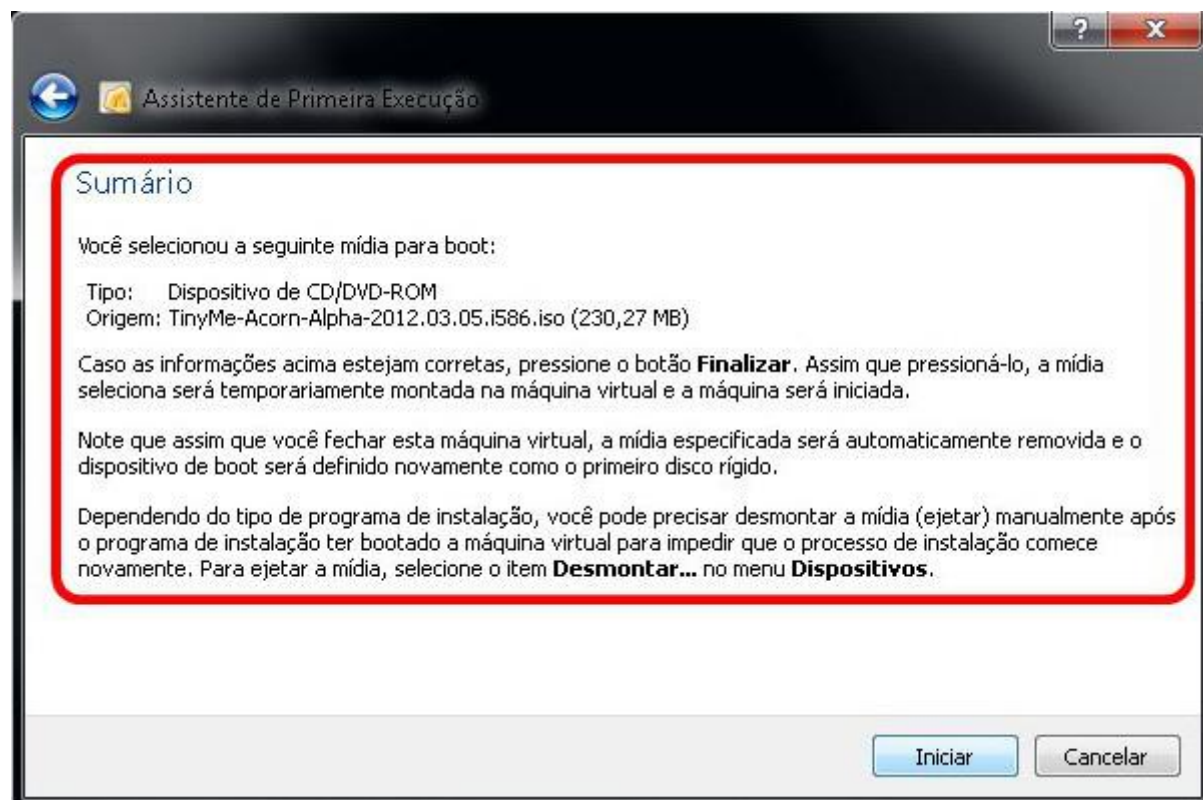 ?
X
Assistente de Primeira Execução
Sumário
Você selecionou a seguinte mídia para boot:
Tipo: Dispositivo de CD/DVD-ROM
Origem: TinyMe-Acorn-Alpha-2012.03.05.i586.iso (230,27 MB)
Caso as informações acima estejam corretas, pressione o botão Finalizar. Assim que pressioná-lo, a mídia
seleciona será temporariamente montada na máquina virtual e a máquina será iniciada.
Note que assim que você fechar esta máquina virtual, a mídia especificada será automaticamente removida e o
dispositivo de boot será definido novamente como o primeiro disco rígido.
Dependendo do tipo de programa de instalação, você pode precisar desmontar a mídia (ejetar) manualmente após
o programa de instalação ter bootado a máquina virtual para impedir que o processo de instalação comece
novamente. Para ejetar a mídia, selecione o item Desmontar... no menu Dispositivos.
Iniciar
Cancelar